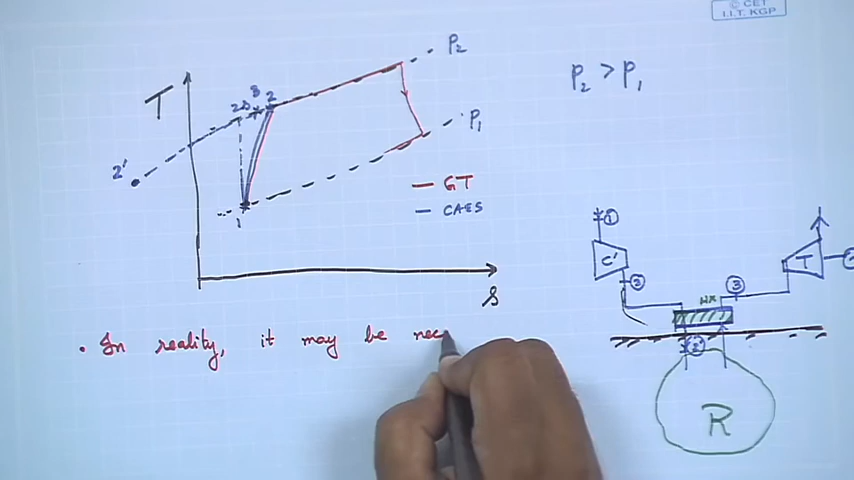 © CET
I.I.T. KGP
T
2'
2s
3
2
P2
P1
1
GT
CAES
s
P2 > P1
1
C'
2
HX
3
T
2'
R
• In reality, it may be nec